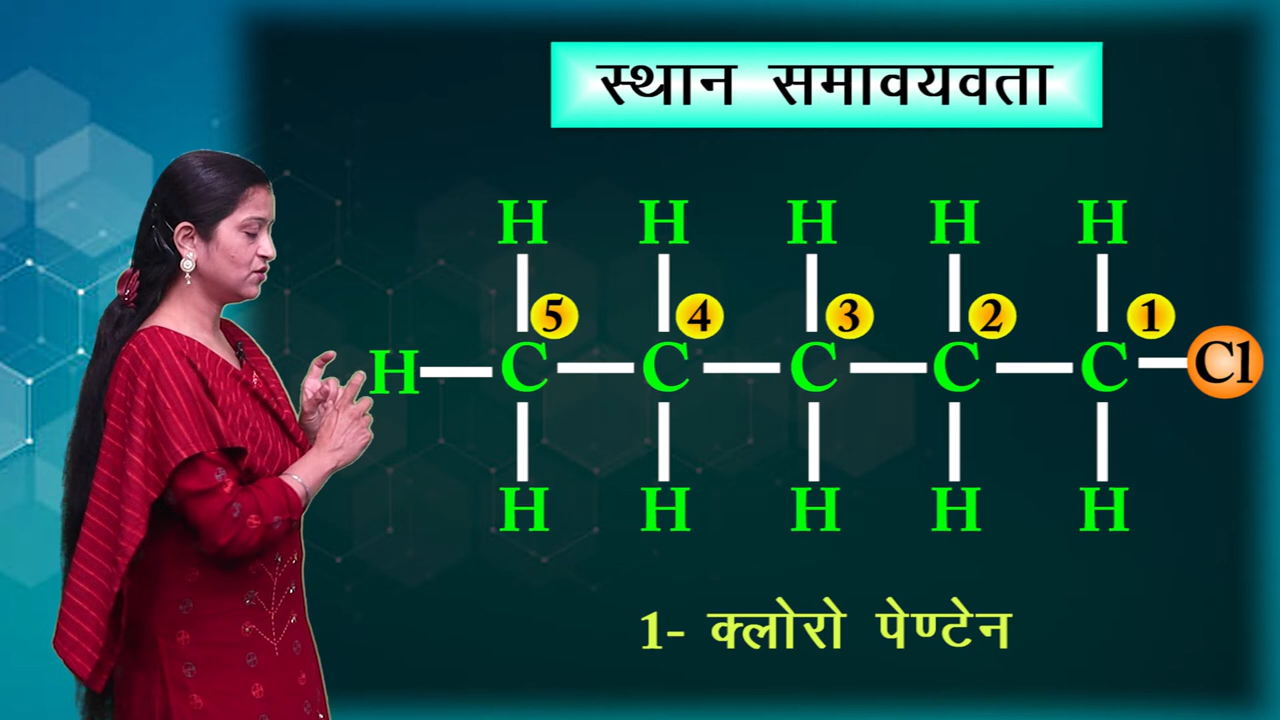 स्थान समावयवता
H H H H H
5 4 3 2 1
H C C C C C Cl
H H H H H
1- क्लोरो पेण्टेन